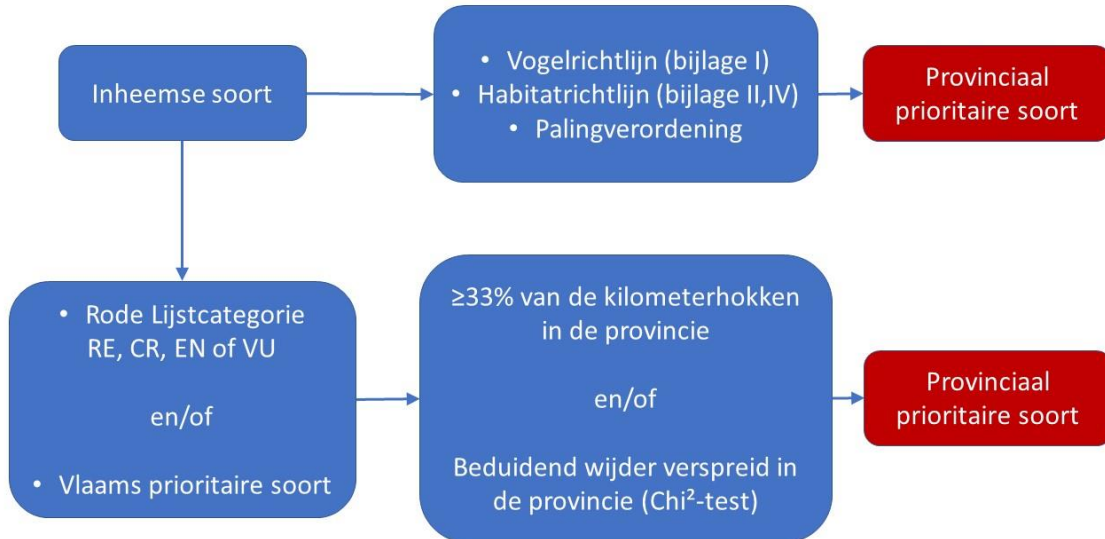 Inheemse soort
• Vogelrichtlijn (bijlage I)
• Habitatrichtlijn (bijlage II,IV)
• Palingverordening
Provinciaal
prioritaire soort
• Rode Lijstcategorie
RE, CR, EN of VU
en/of
• Vlaams prioritaire soort
≥33% van de kilometerhokken
in de provincie
en/of
Beduidend wijder verspreid in
de provincie (Chi²-test)
Provinciaal
prioritaire soort